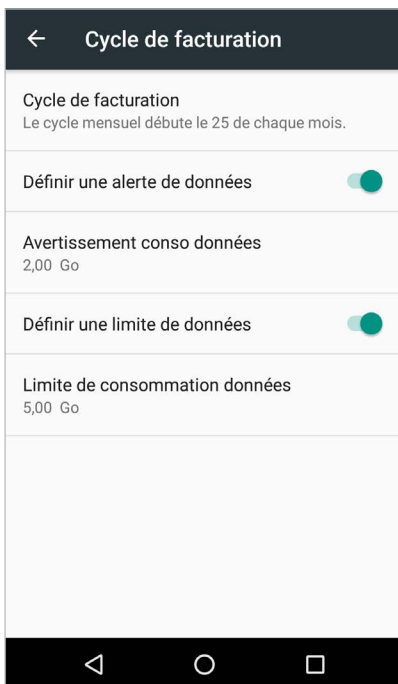 Cycle de facturation
Cycle de facturation
Le cycle mensuel débute le 25 de chaque mois.
Définir une alerte de données
Avertissement conso données
2,00 Go
Définir une limite de données
Limite de consommation données
5,00 Go